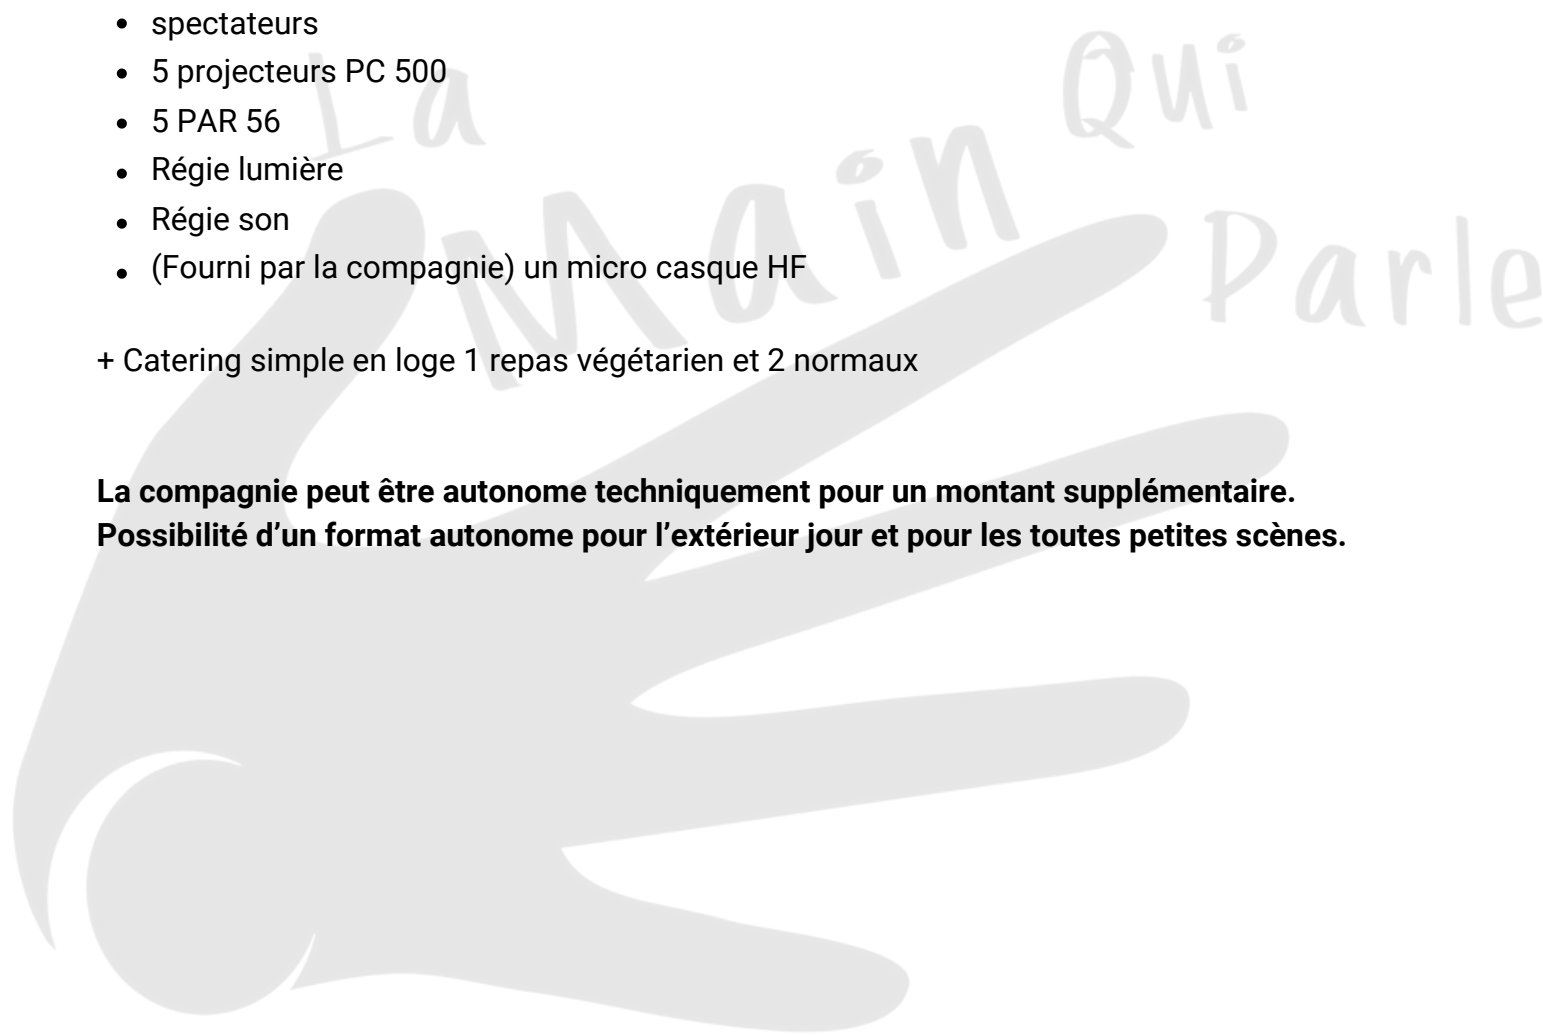 • spectateurs
• 5 projecteurs PC 500
• 5 PAR 56
• Régie lumière
• Régie son
• (Fourni par la compagnie) un micro casque HF
+ Catering simple en loge 1 repas végétarien et 2 normaux
La compagnie peut être autonome techniquement pour un montant supplémentaire.
Possibilité d’un format autonome pour l’extérieur jour et pour les toutes petites scènes.
La Main Qui Parle